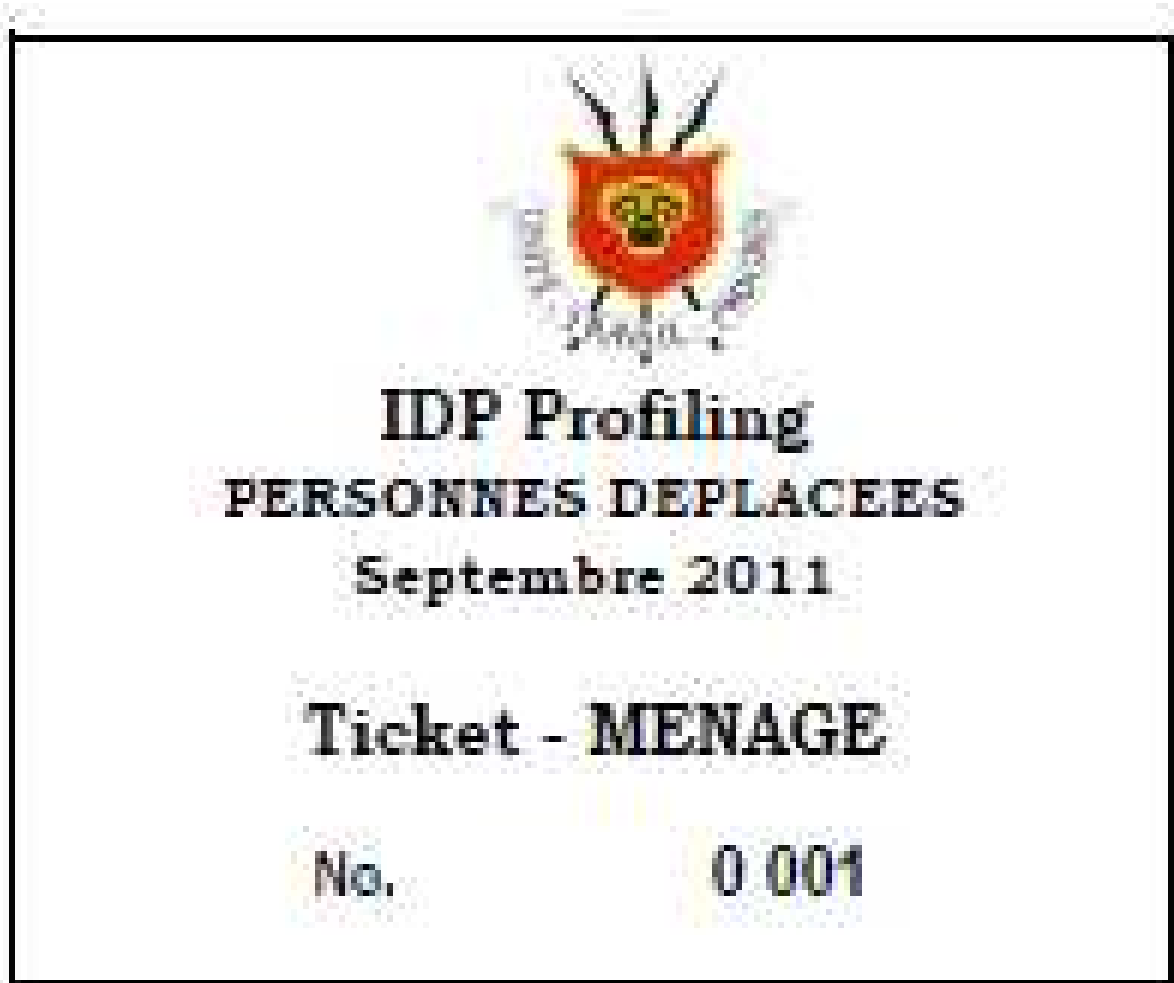 IDP Profiling
PERSONNES DEPLACEES
Septembre 2011
Ticket - MENAGE
No. 0 001